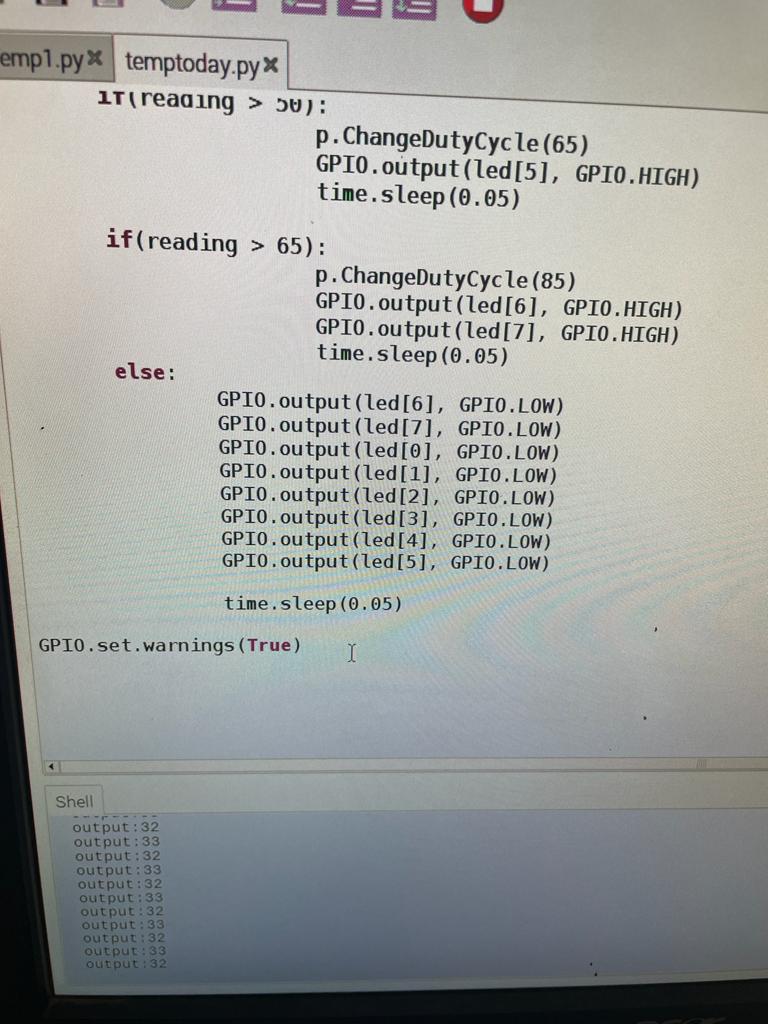 emp1.py✖ temptoday.py✖
if(reading > 50):
p.ChangeDutyCycle(65)
GPIO.output(led[5], GPIO.HIGH)
time.sleep(0.05)
if(reading > 65):
p.ChangeDutyCycle(85)
GPIO.output(led[6], GPIO.HIGH)
GPIO.output(led[7], GPIO.HIGH)
time.sleep(0.05)
else:
GPIO.output(led[6], GPIO.LOW)
GPIO.output(led[7], GPIO.LOW)
GPIO.output(led[0], GPIO.LOW)
GPIO.output(led[1], GPIO.LOW)
GPIO.output(led[2], GPIO.LOW)
GPIO.output(led[3], GPIO.LOW)
GPIO.output(led[4], GPIO.LOW)
GPIO.output(led[5], GPIO.LOW)
time.sleep(0.05)
GPIO.set.warnings(True)
Shell
output:32
output:33
output:32
output:33
output:32
output:33
output:32
output:33
output:32
output:33
output:32